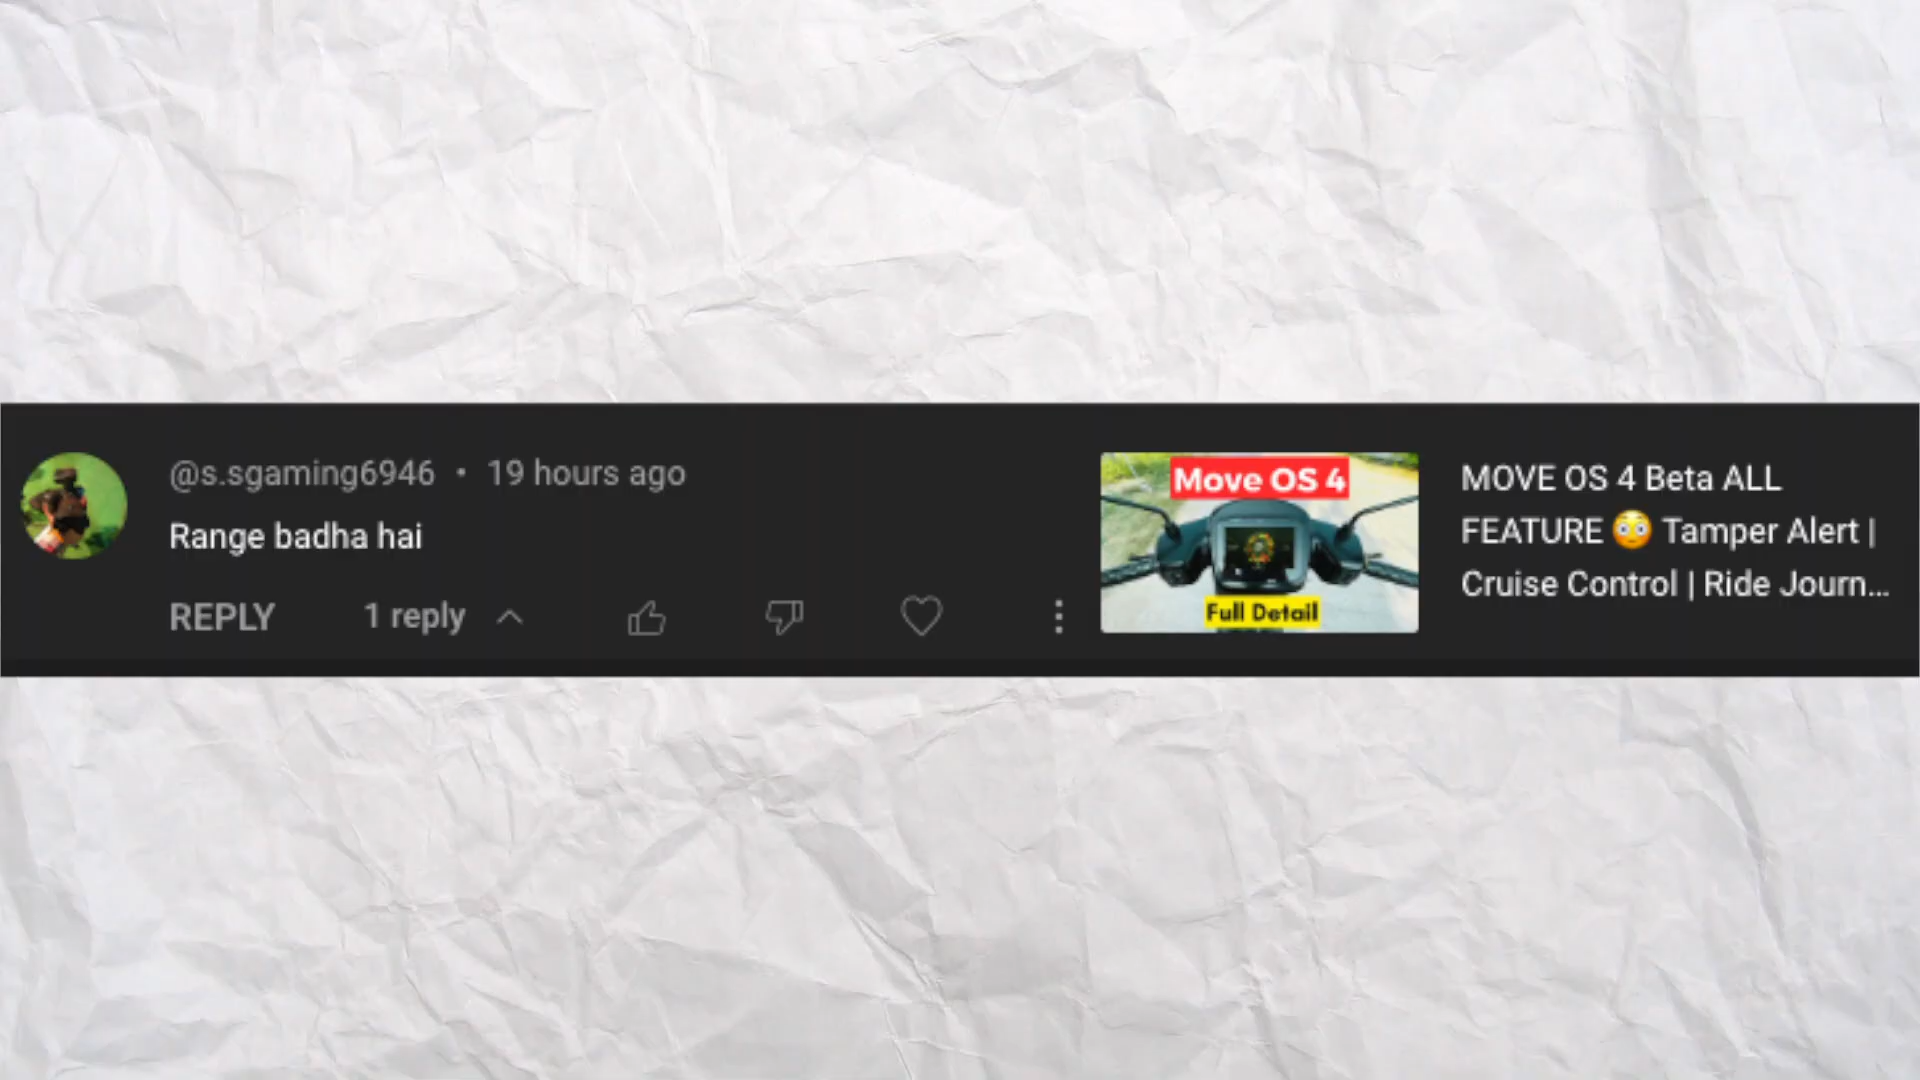 @s.sgaming6946 • 19 hours ago
Range badha hai
REPLY 1 reply
Move OS 4
Full Detail
MOVE OS 4 Beta ALL
FEATURE 😳 Tamper Alert |
Cruise Control | Ride Journ...